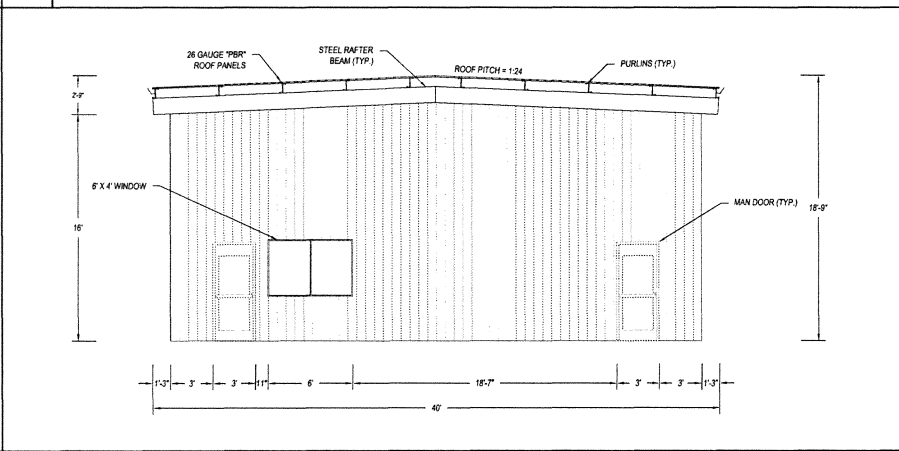 26 GAUGE "PBR"
ROOF PANELS
STEEL RAFTER
BEAM (TYP.)
ROOF PITCH = 1:24
PURLINS (TYP.)
2'-9"
6' X 4' WINDOW
MAN DOOR (TYP.)
18'-9"
16'
1'-3" 3' 3' 11" 6' 18'-7" 3' 3' 1'-3"
40'